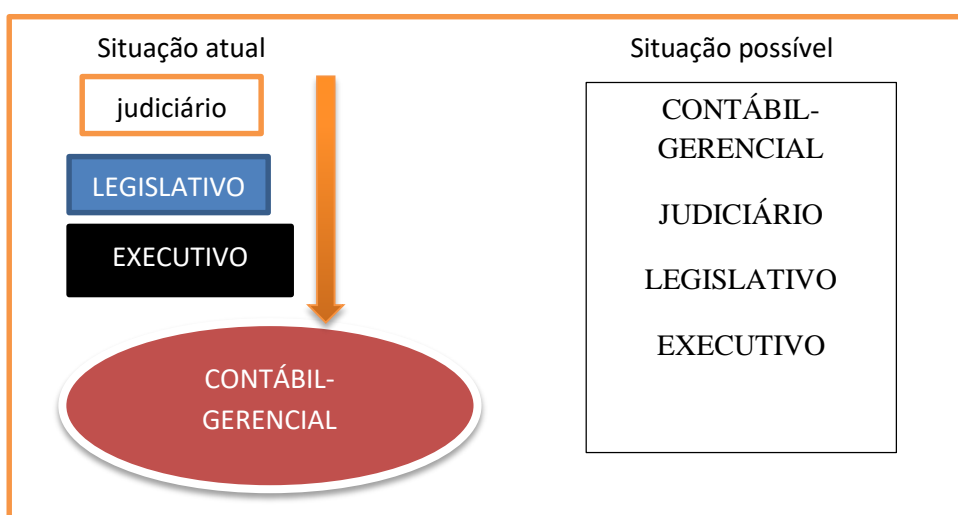 Situação atual
judiciário
LEGISLATIVO
EXECUTIVO
CONTÁBIL-
GERENCIAL
Situação possível
CONTÁBIL-
GERENCIAL
JUDICIÁRIO
LEGISLATIVO
EXECUTIVO